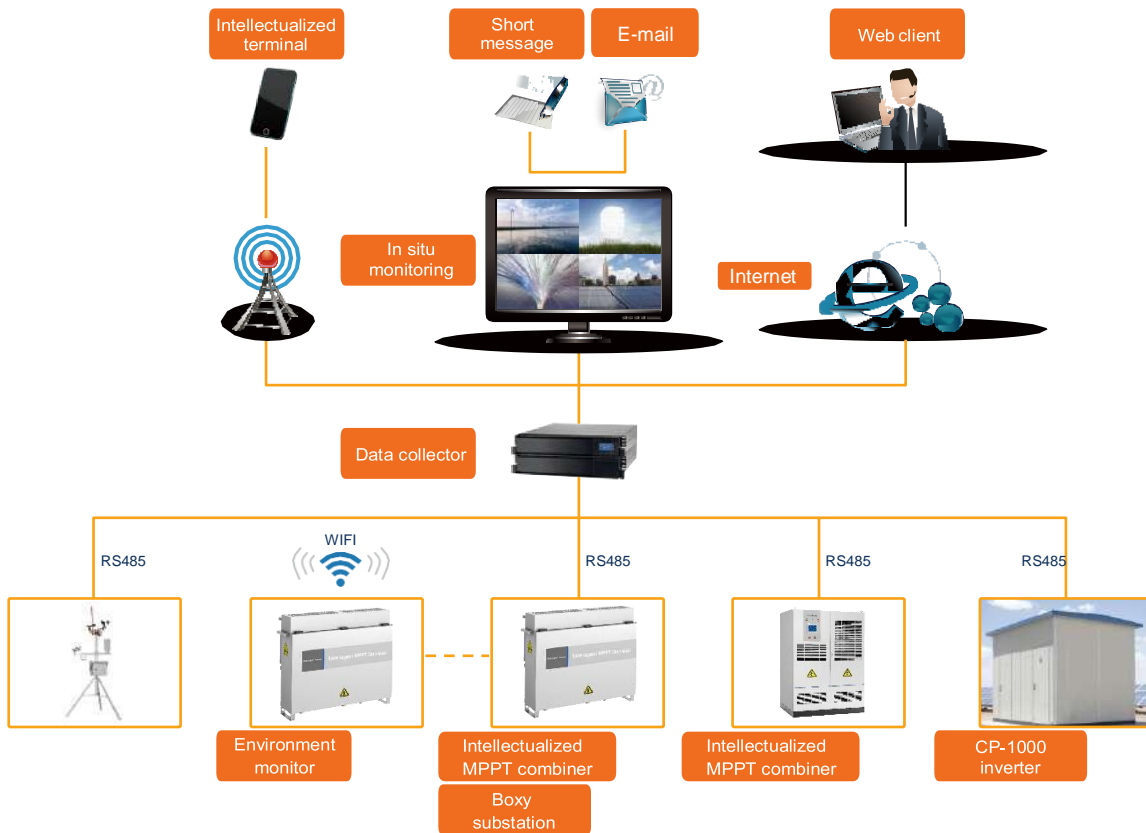 Intellectualized
terminal
Short
message
E-mail
Web client
In situ
monitoring
Internet
Data collector
RS485
WIFI
RS485
RS485
RS485
Environment
monitor
Intellectualized
MPPT combiner
Boxy
substation
Intellectualized
MPPT combiner
CP-1000
inverter